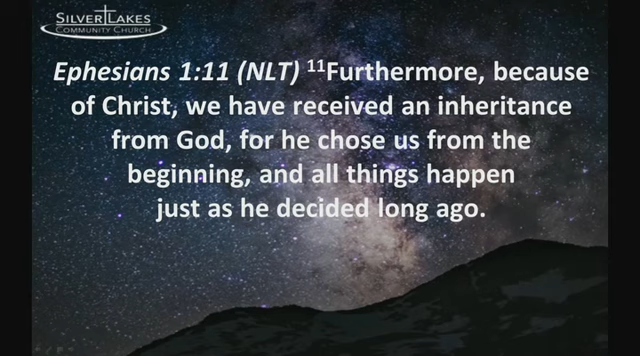 SILVER LAKES
COMMUNITY CHURCH
Ephesians 1:11 (NLT) ¹¹Furthermore, because
of Christ, we have received an inheritance
from God, for he chose us from the
beginning, and all things happen
just as he decided long ago.